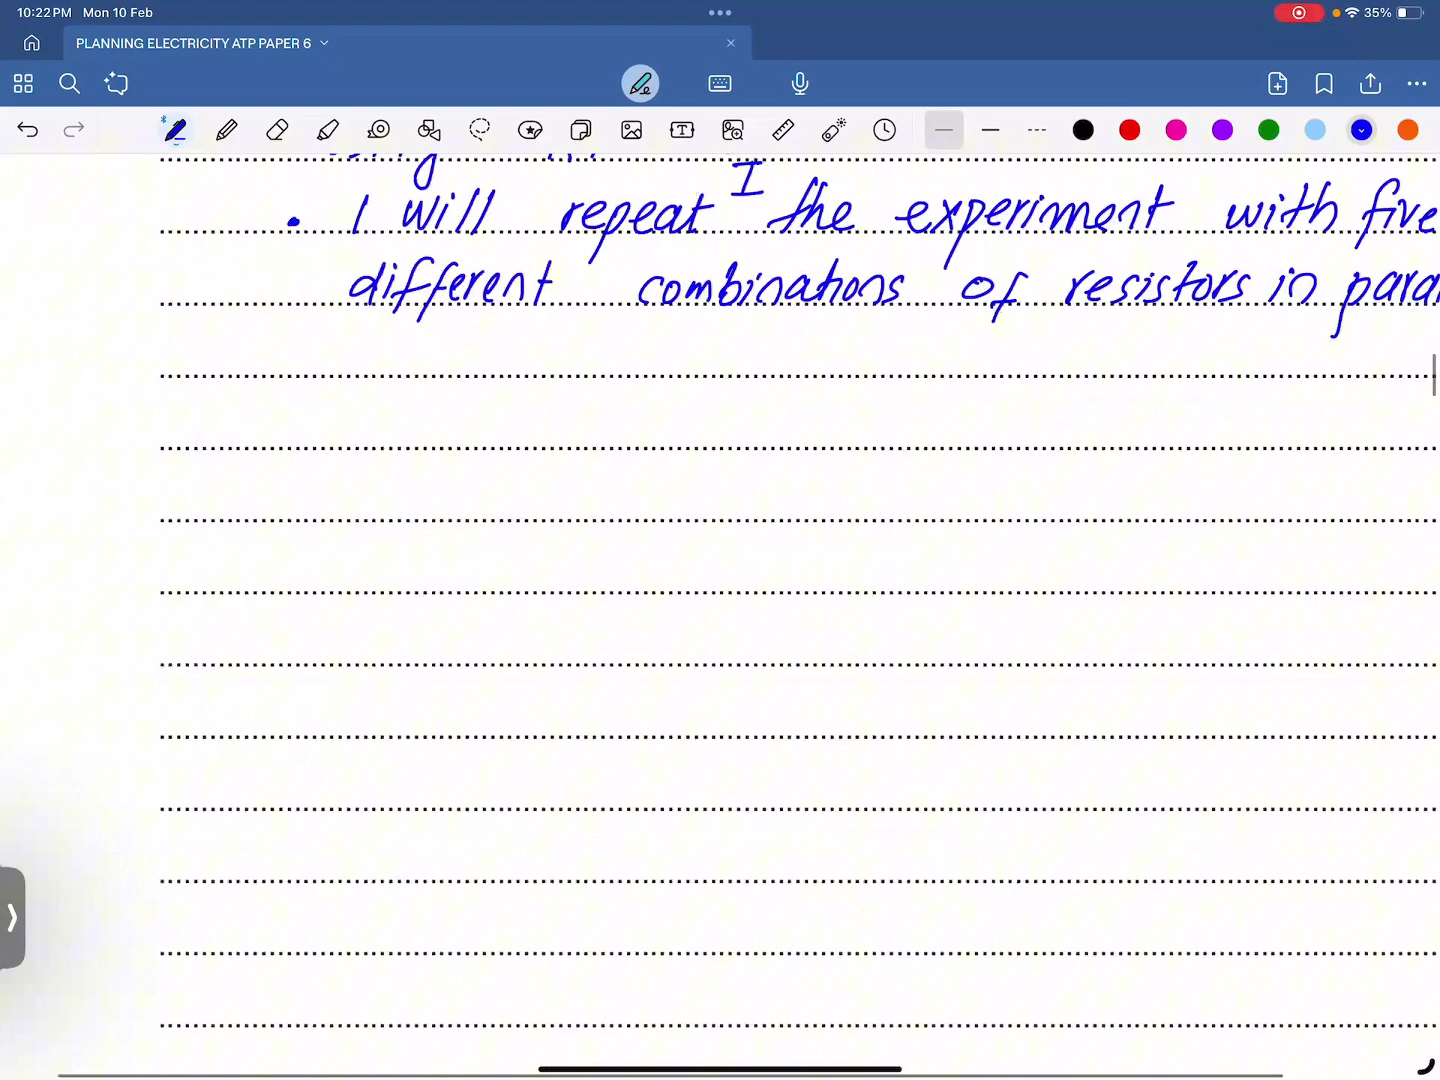 10:22 PM Mon 10 Feb
35%
PLANNING ELECTRICITY ATP PAPER 6
I
• I will repeat the experiment with five
different combinations of resistors in para